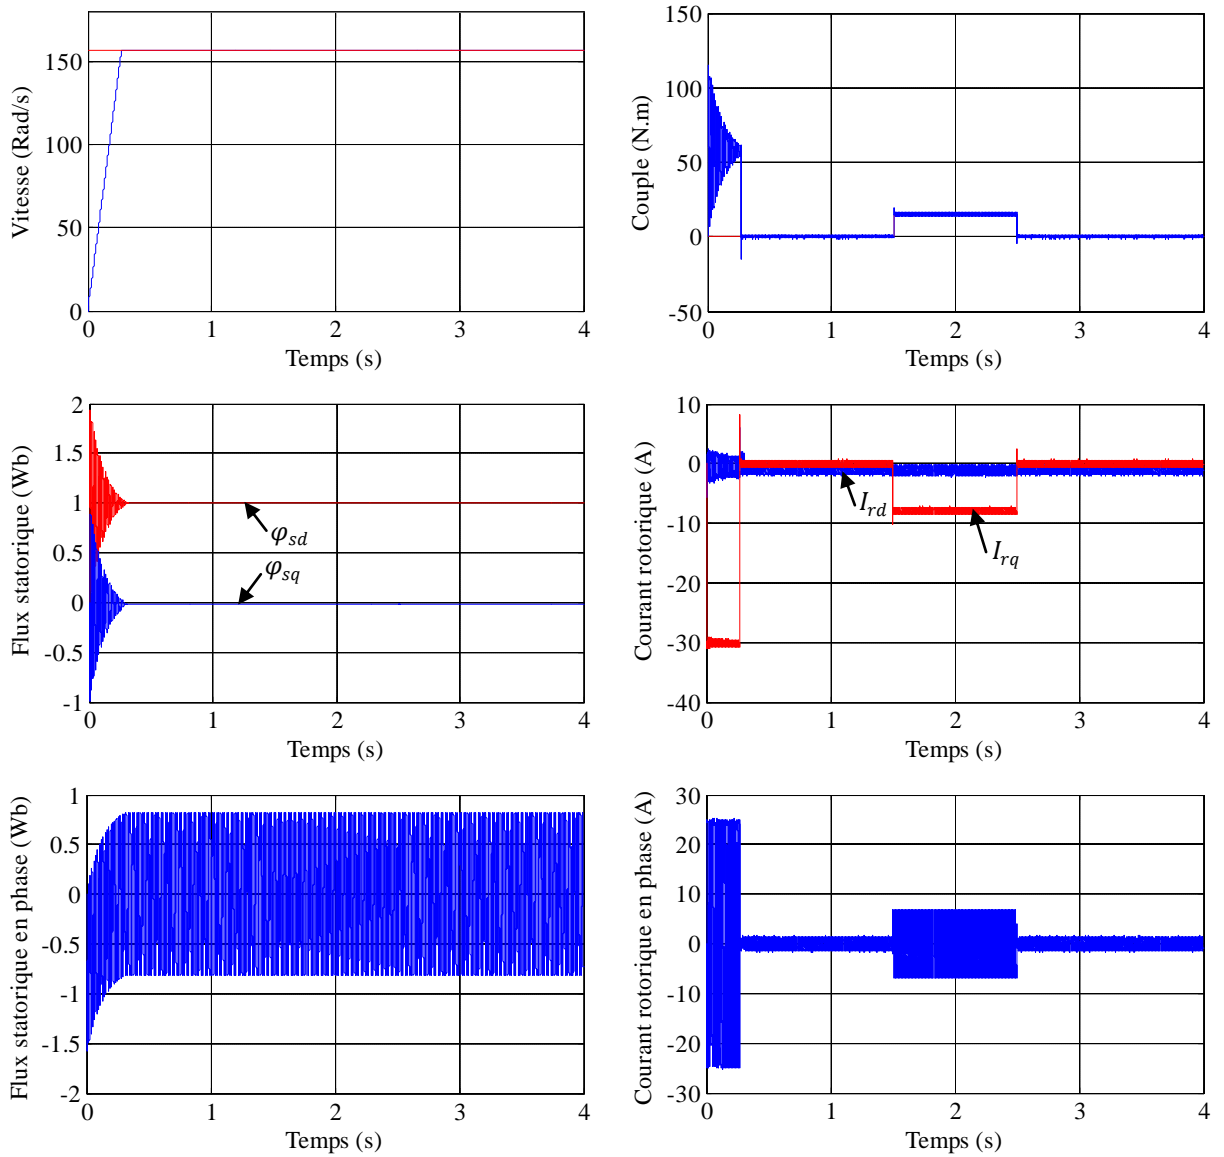 Vitesse (Rad/s)
150
100
50
0
0 1 2 3 4
Temps (s)
Couple (N.m)
150
100
50
0
-50
0 1 2 3 4
Temps (s)
Flux statorique (Wb)
2
1.5
1
0.5
0
-0.5
-1
φsd
φsq
0 1 2 3 4
Temps (s)
Courant rotorique (A)
10
0
-10
-20
-30
-40
Ird
Irq
0 1 2 3 4
Temps (s)
Flux statorique en phase (Wb)
1
0.5
0
-0.5
-1
-1.5
-2
0 1 2 3 4
Temps (s)
Courant rotorique en phase (A)
30
20
10
0
-10
-20
-30
0 1 2 3 4
Temps (s)